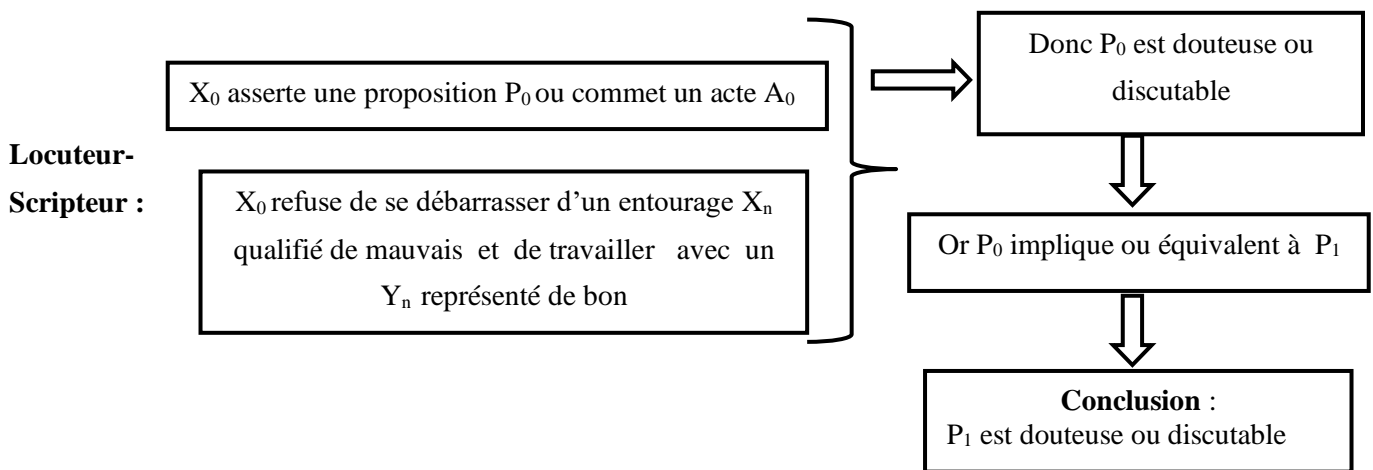 Locuteur-
Scripteur :
X₀ asserte une proposition P₀ ou commet un acte A₀
X₀ refuse de se débarrasser d’un entourage Xₙ
qualifié de mauvais et de travailler avec un
Yₙ représenté de bon
Donc P₀ est douteuse ou
discutable
Or P₀ implique ou équivalent à P₁
Conclusion :
P₁ est douteuse ou discutable